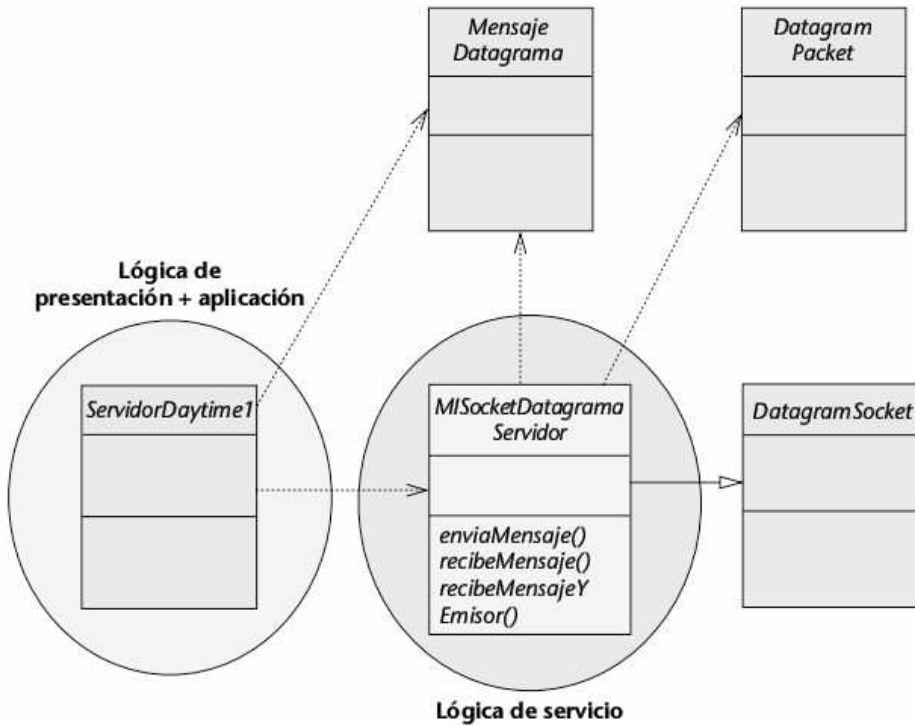 Mensaje
Datagrama
Datagram
Packet
Lógica de
presentación + aplicación
ServidorDaytime1
MISocketDatagrama
Servidor
DatagramSocket
enviaMensaje()
recibeMensaje()
recibeMensajeY
Emisor()
Lógica de servicio